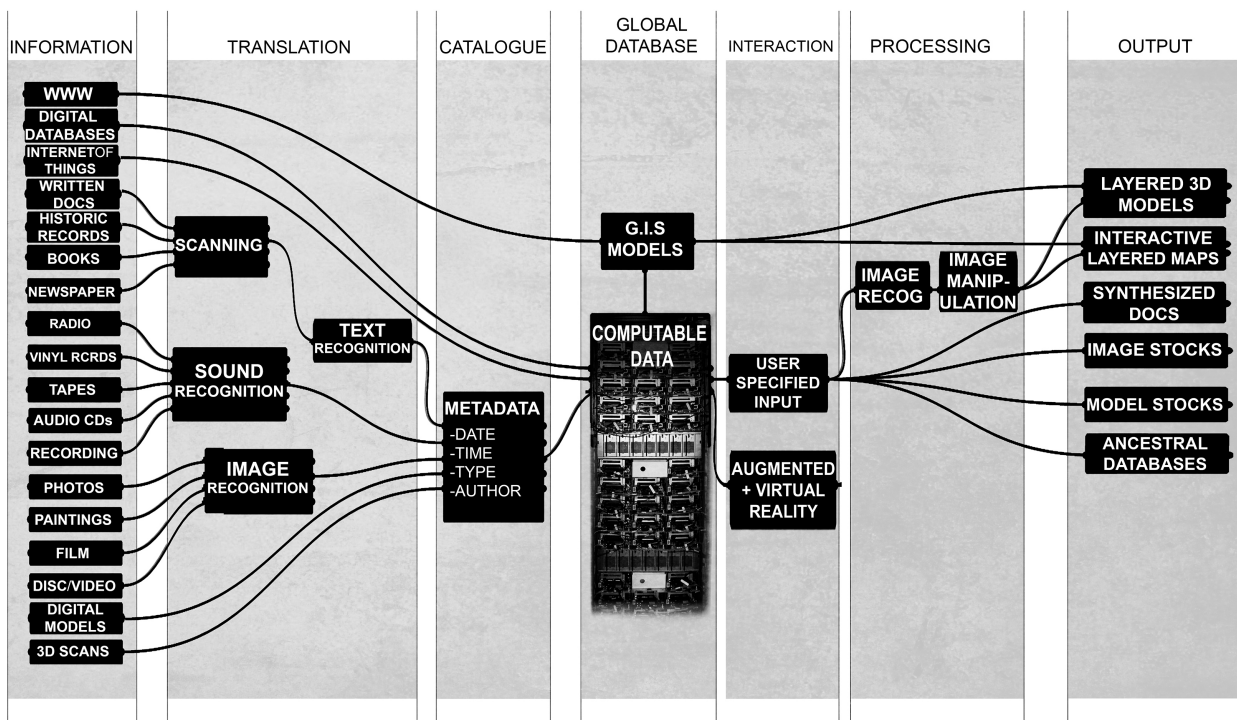 INFORMATION
TRANSLATION
CATALOGUE
GLOBAL
DATABASE
INTERACTION
PROCESSING
OUTPUT
WWW
DIGITAL
DATABASES
INTERNETOF
THINGS
WRITTEN
DOCS
HISTORIC
RECORDS
BOOKS
NEWSPAPER
RADIO
VINYL RCRDS
TAPES
AUDIO CDs
RECORDING
PHOTOS
PAINTINGS
FILM
DISC/VIDEO
DIGITAL
MODELS
3D SCANS
SCANNING
TEXT
RECOGNITION
SOUND
RECOGNITION
IMAGE
RECOGNITION
METADATA
-DATE
-TIME
-TYPE
-AUTHOR
G.I.S
MODELS
COMPUTABLE
DATA
USER
SPECIFIED
INPUT
AUGMENTED
+ VIRTUAL
REALITY
IMAGE
RECOG
IMAGE
MANIP-
ULATION
LAYERED 3D
MODELS
INTERACTIVE
LAYERED MAPS
SYNTHESIZED
DOCS
IMAGE STOCKS
MODEL STOCKS
ANCESTRAL
DATABASES